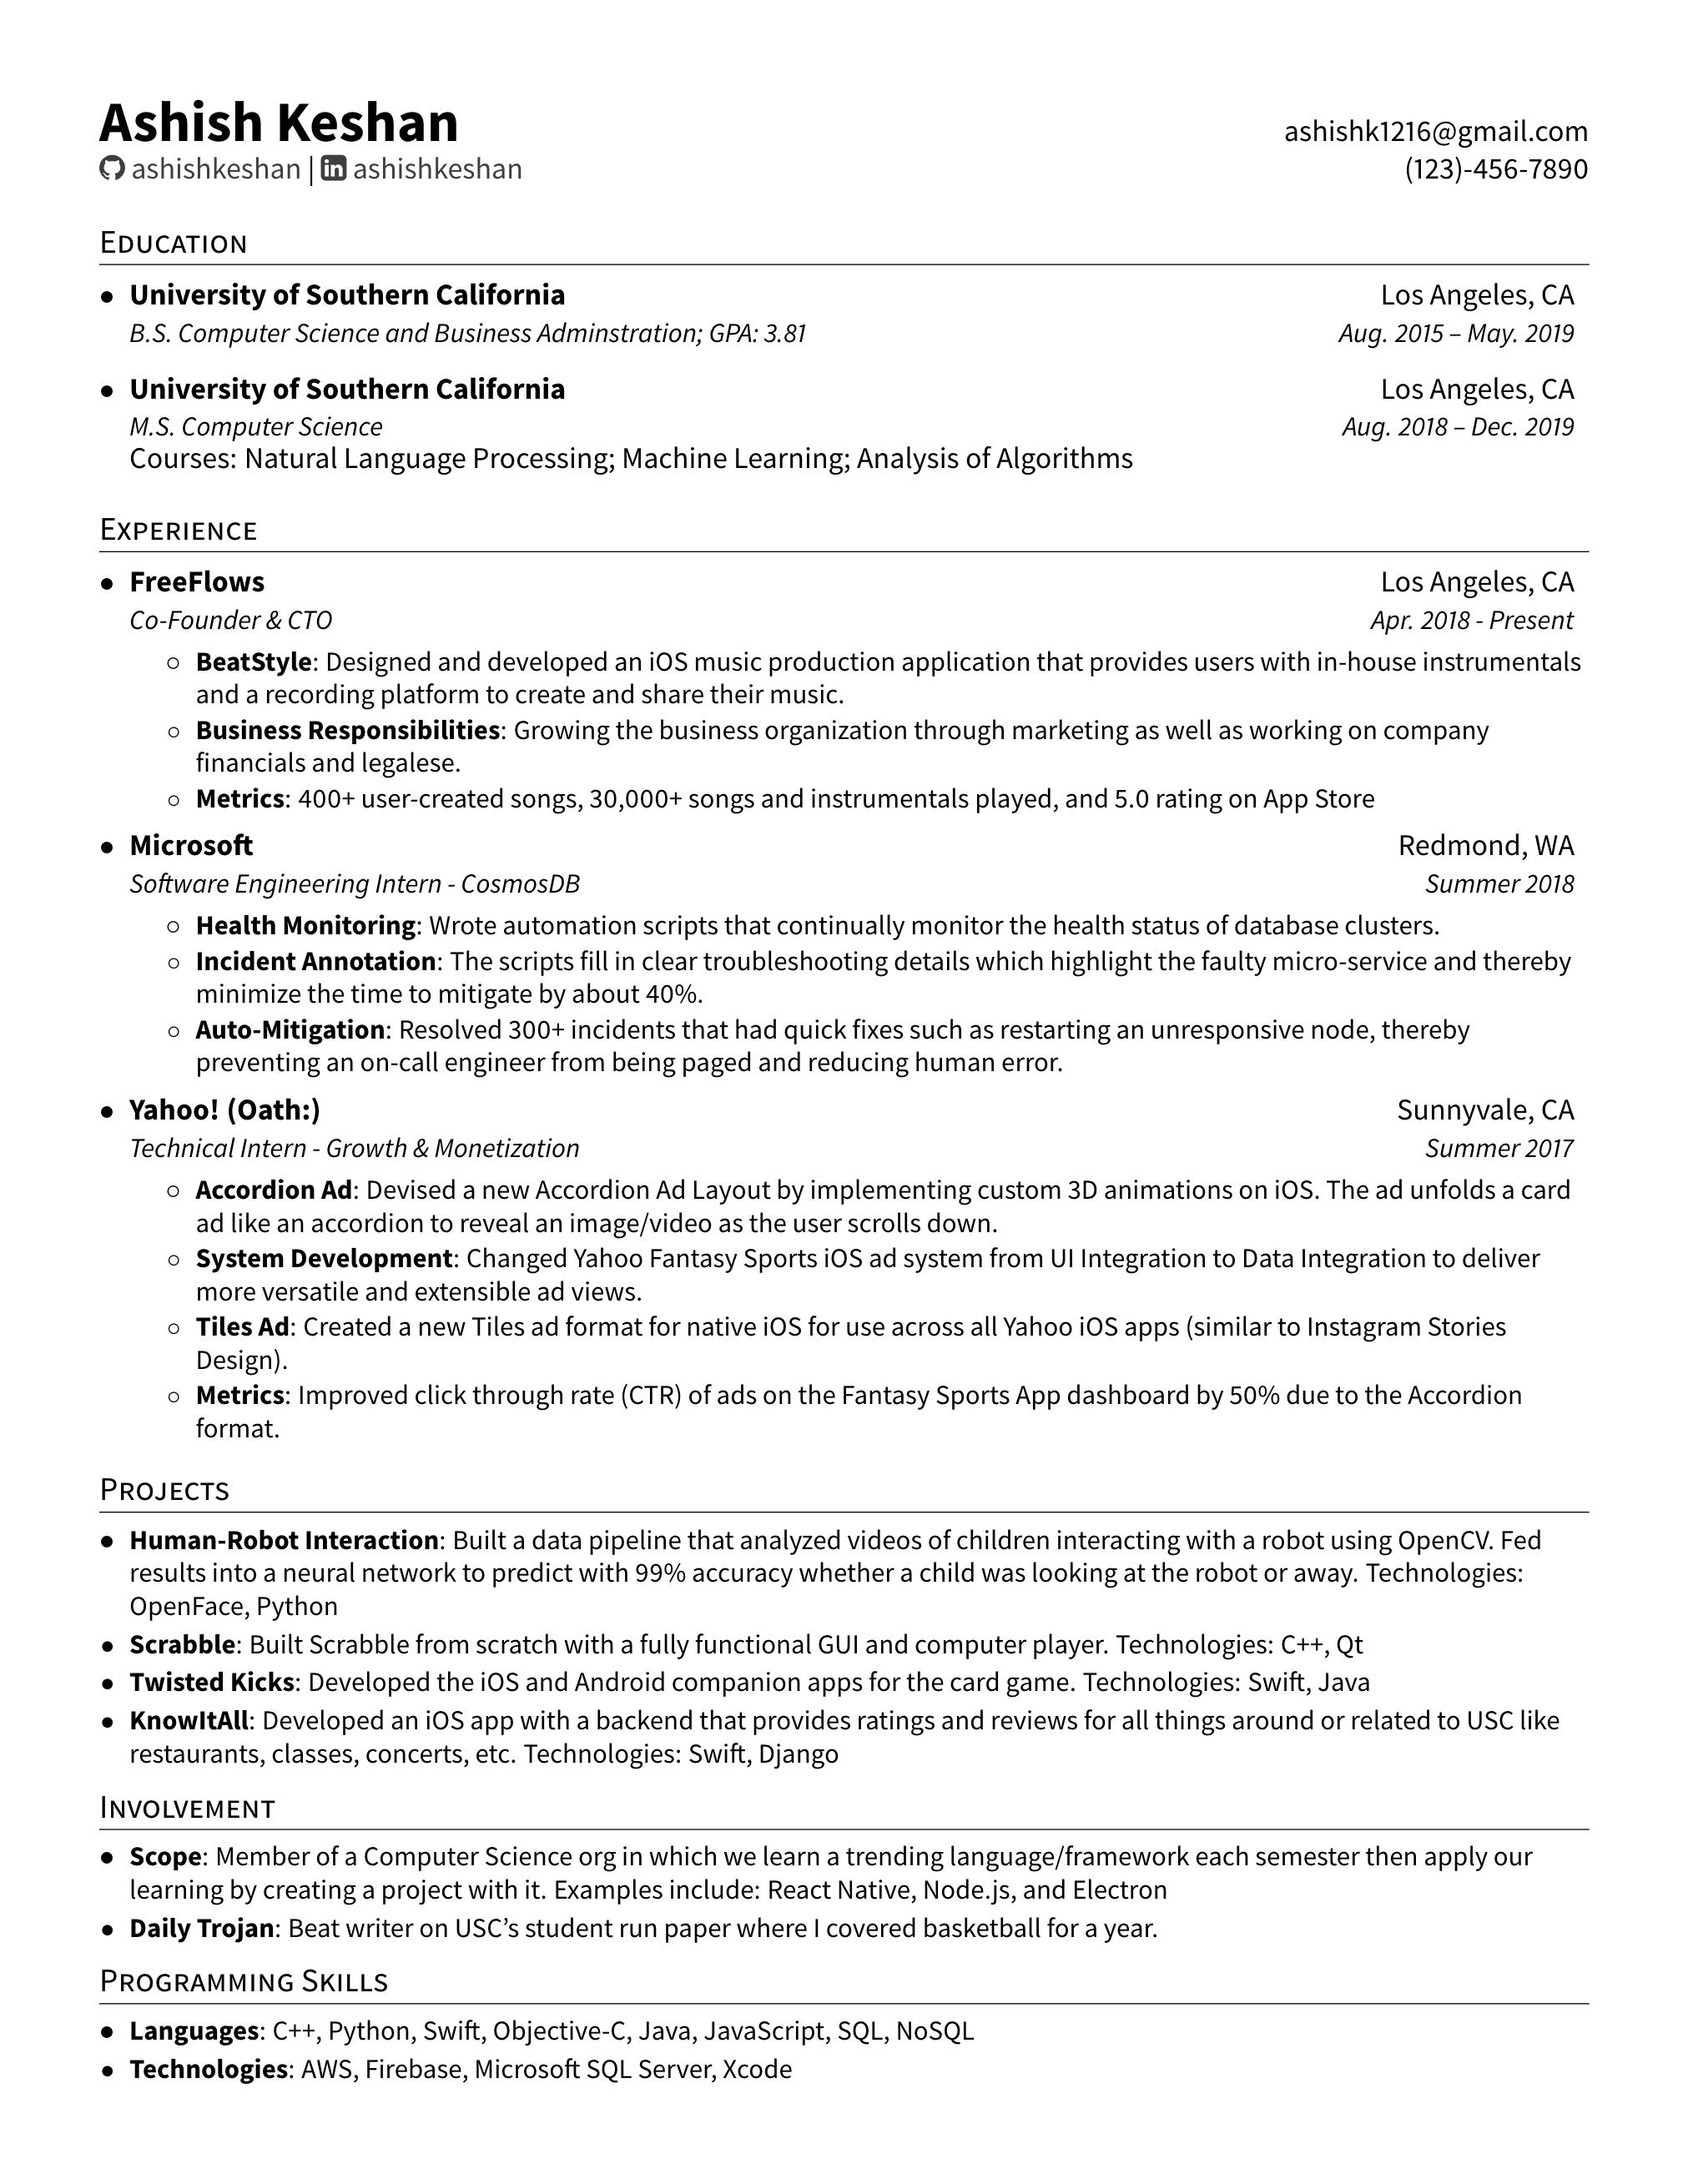 Ashish Keshan
ashishk1216@gmail.com
ashishkeshan | ashishkeshan
(123)-456-7890
Education
• University of Southern California Los Angeles, CA
B.S. Computer Science and Business Adminstration; GPA: 3.81 Aug. 2015 – May. 2019
• University of Southern California Los Angeles, CA
M.S. Computer Science Aug. 2018 – Dec. 2019
Courses: Natural Language Processing; Machine Learning; Analysis of Algorithms
Experience
• FreeFlows Los Angeles, CA
Co-Founder & CTO Apr. 2018 - Present
○ BeatStyle: Designed and developed an iOS music production application that provides users with in-house instrumentals
and a recording platform to create and share their music.
○ Business Responsibilities: Growing the business organization through marketing as well as working on company
financials and legalese.
○ Metrics: 400+ user-created songs, 30,000+ songs and instrumentals played, and 5.0 rating on App Store
• Microsoft Redmond, WA
Software Engineering Intern - CosmosDB Summer 2018
○ Health Monitoring: Wrote automation scripts that continually monitor the health status of database clusters.
○ Incident Annotation: The scripts fill in clear troubleshooting details which highlight the faulty micro-service and thereby
minimize the time to mitigate by about 40%.
○ Auto-Mitigation: Resolved 300+ incidents that had quick fixes such as restarting an unresponsive node, thereby
preventing an on-call engineer from being paged and reducing human error.
• Yahoo! (Oath:) Sunnyvale, CA
Technical Intern - Growth & Monetization Summer 2017
○ Accordion Ad: Devised a new Accordion Ad Layout by implementing custom 3D animations on iOS. The ad unfolds a card
ad like an accordion to reveal an image/video as the user scrolls down.
○ System Development: Changed Yahoo Fantasy Sports iOS ad system from UI Integration to Data Integration to deliver
more versatile and extensible ad views.
○ Tiles Ad: Created a new Tiles ad format for native iOS for use across all Yahoo iOS apps (similar to Instagram Stories
Design).
○ Metrics: Improved click through rate (CTR) of ads on the Fantasy Sports App dashboard by 50% due to the Accordion
format.
Projects
• Human-Robot Interaction: Built a data pipeline that analyzed videos of children interacting with a robot using OpenCV. Fed
results into a neural network to predict with 99% accuracy whether a child was looking at the robot or away. Technologies:
OpenFace, Python
• Scrabble: Built Scrabble from scratch with a fully functional GUI and computer player. Technologies: C++, Qt
• Twisted Kicks: Developed the iOS and Android companion apps for the card game. Technologies: Swift, Java
• KnowItAll: Developed an iOS app with a backend that provides ratings and reviews for all things around or related to USC like
restaurants, classes, concerts, etc. Technologies: Swift, Django
Involvement
• Scope: Member of a Computer Science org in which we learn a trending language/framework each semester then apply our
learning by creating a project with it. Examples include: React Native, Node.js, and Electron
• Daily Trojan: Beat writer on USC’s student run paper where I covered basketball for a year.
Programming Skills
• Languages: C++, Python, Swift, Objective-C, Java, JavaScript, SQL, NoSQL
• Technologies: AWS, Firebase, Microsoft SQL Server, Xcode